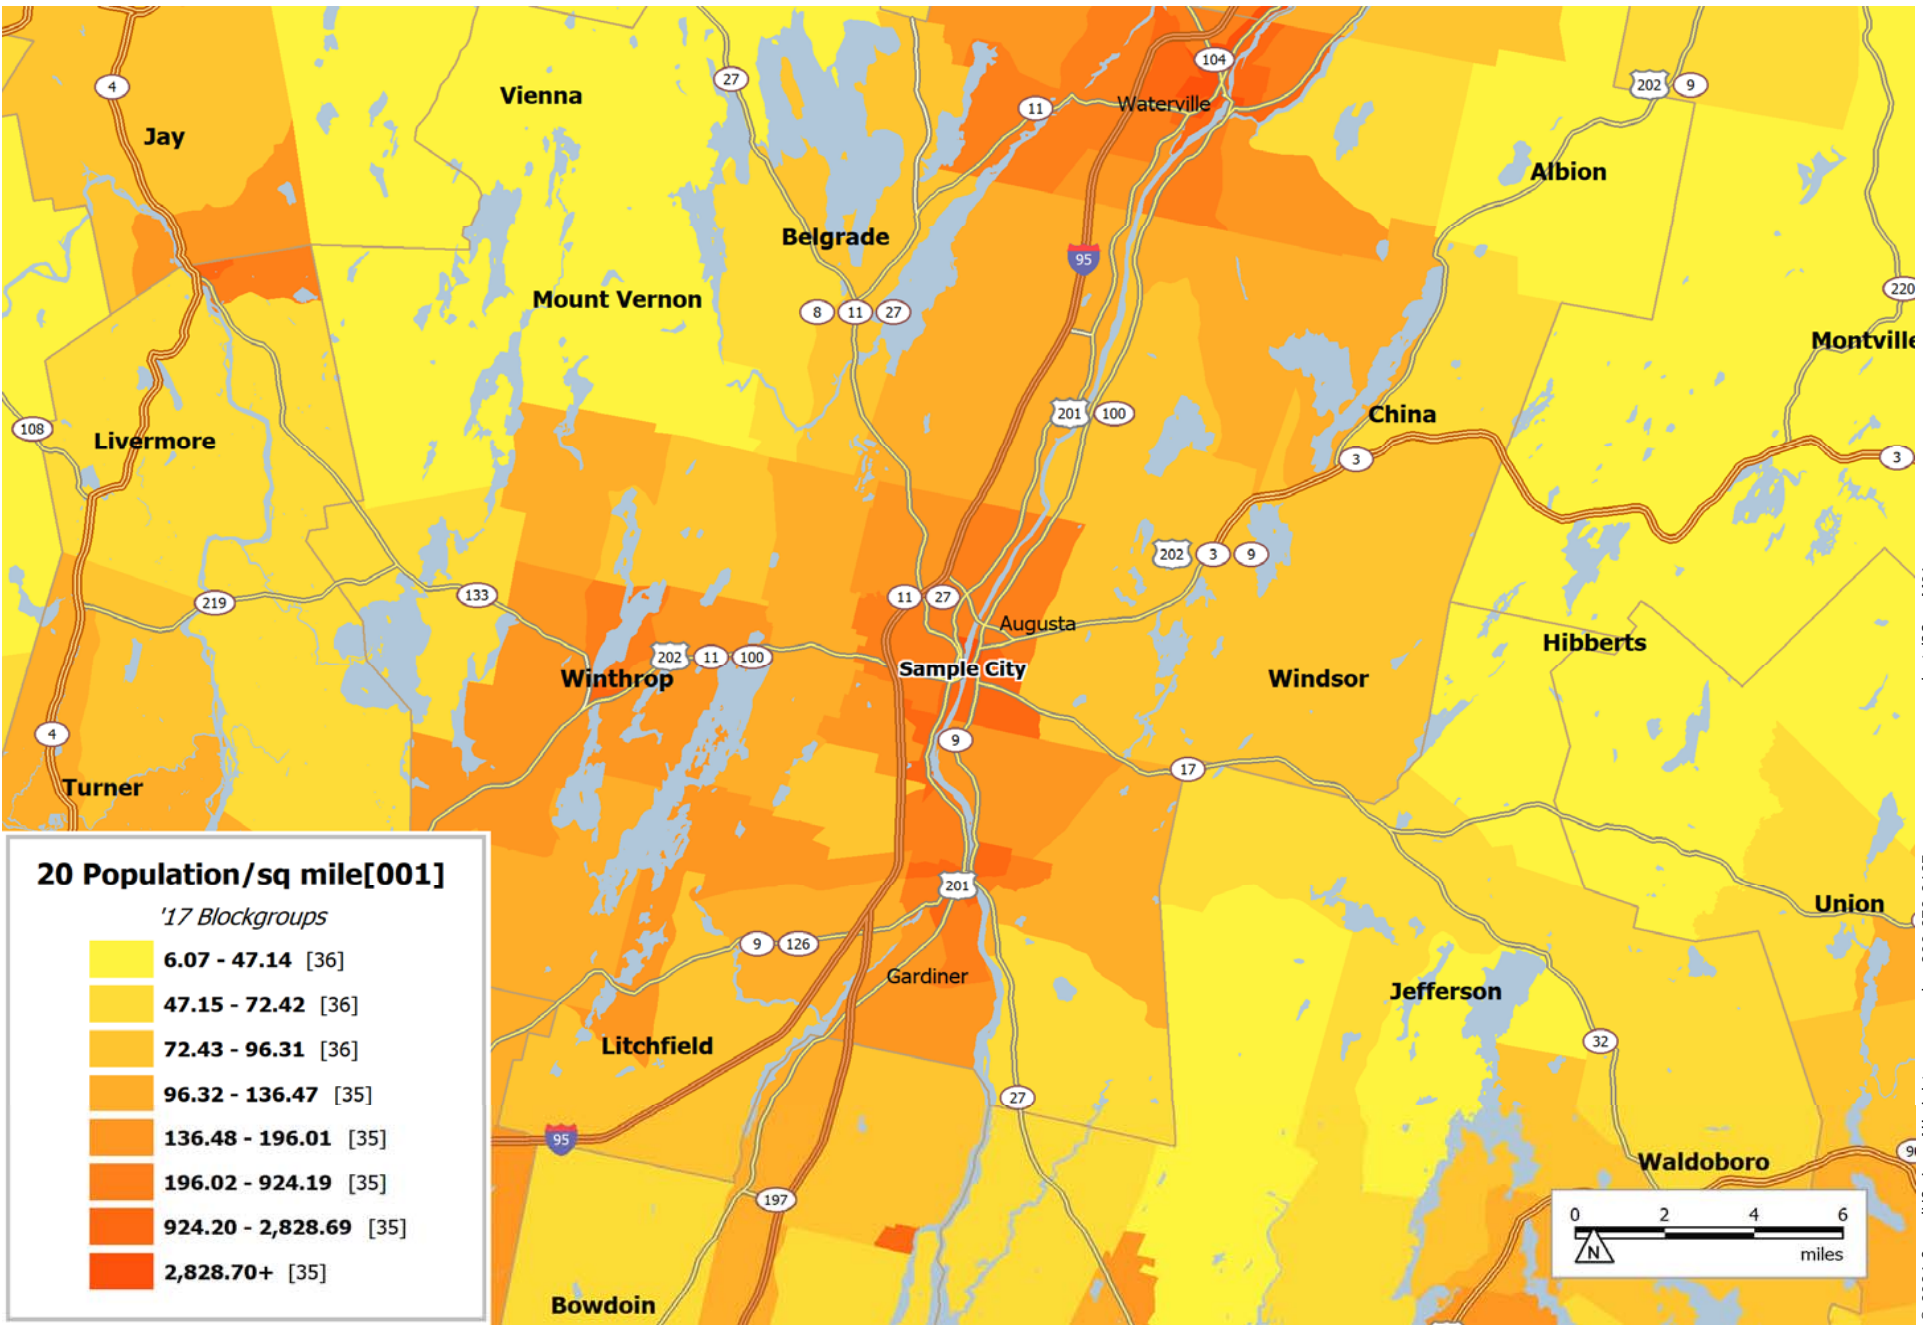 104
4
27
202
9
Vienna
11
Waterville
Jay
Albion
Belgrade
95
220
Mount Vernon
8
11
27
Montville
201
100
China
108
Livermore
3
3
202
3
9
133
11
27
219
Augusta
Hibberts
202
11
100
Sample City
Winthrop
Windsor
4
9
17
Turner
20 Population/sq mile[001]
'17 Blockgroups
6.07 - 47.14 [36]
47.15 - 72.42 [36]
72.43 - 96.31 [36]
96.32 - 136.47 [35]
136.48 - 196.01 [35]
196.02 - 924.19 [35]
924.20 - 2,828.69 [35]
2,828.70+ [35]
201
Union
9
126
Gardiner
Jefferson
Litchfield
32
27
95
Waldoboro
197
0 2 4 6
N
miles
Bowdoin